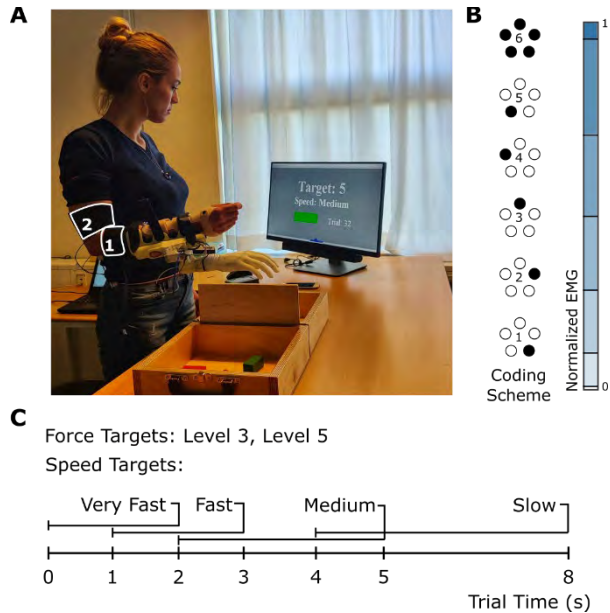 A
2
1
Target: 5
Speed: Medium
Trial: 32
B
6
5
4
3
2
1
Coding
Scheme
Normalized EMG
1
0
C
Force Targets: Level 3, Level 5
Speed Targets:
Very Fast
Fast
Medium
Slow
0 1 2 3 4 5 8
Trial Time (s)